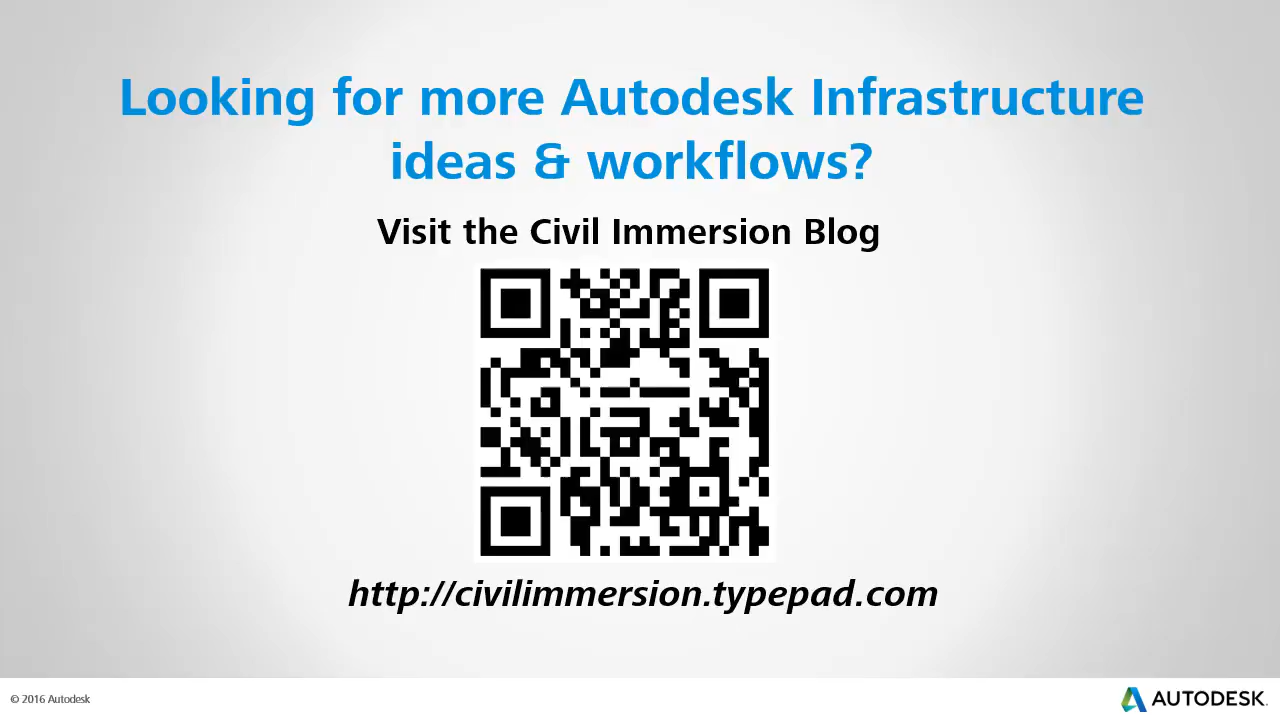 Looking for more Autodesk Infrastructure
ideas & workflows?
Visit the Civil Immersion Blog
http://civilimmersion.typepad.com
© 2016 Autodesk
AUTODESK.